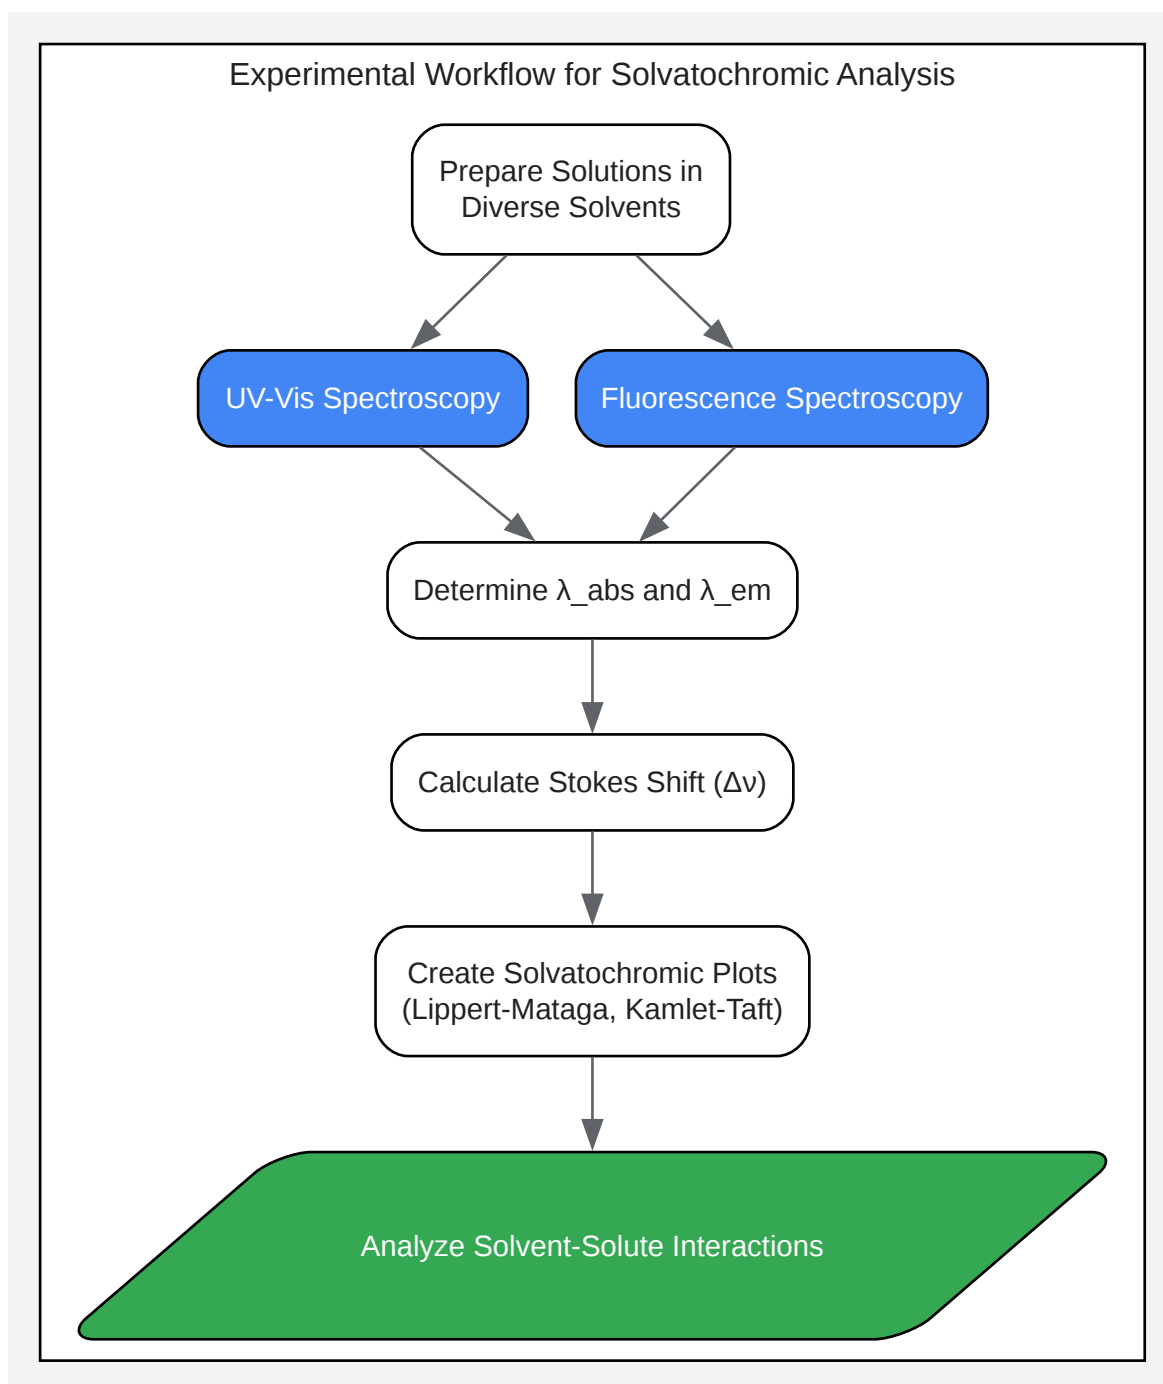 Experimental Workflow for Solvatochromic Analysis
Prepare Solutions in
Diverse Solvents
UV-Vis Spectroscopy
Fluorescence Spectroscopy
Determine λ_abs and λ_em
Calculate Stokes Shift (Δν)
Create Solvatochromic Plots
(Lippert-Mataga, Kamlet-Taft)
Analyze Solvent-Solute Interactions